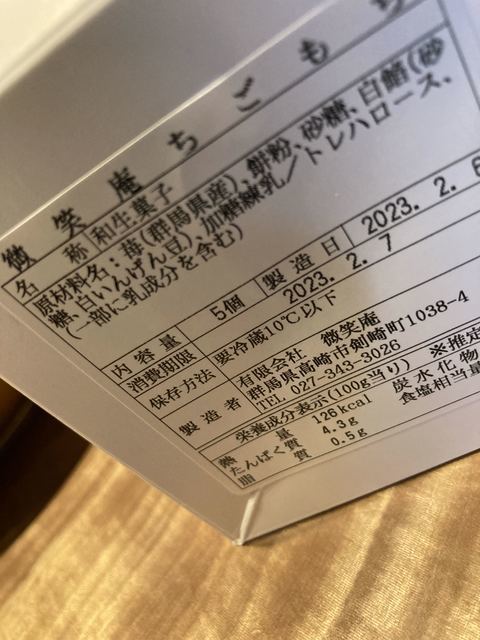 微笑庵ちごもち
名 称 和生菓子
原材料名：苺(群馬県産)、餅粉、砂糖、白餡(砂
糖、白いんげん豆)、加糖練乳／トレハロース、
(一部に乳成分を含む)
内容量 5個 製造日 2023. 2. 6
消費期限 2023. 2. 7
保存方法 要冷蔵10℃以下
製造者 有限会社 微笑庵
群馬県高崎市剣崎町1038-4
TEL 027-343-3026
栄養成分表示(100g当り) ※推定
熱 量 126kcal 炭水化物
たんぱく質 4.3g 食塩相当量
脂 質 0.5g